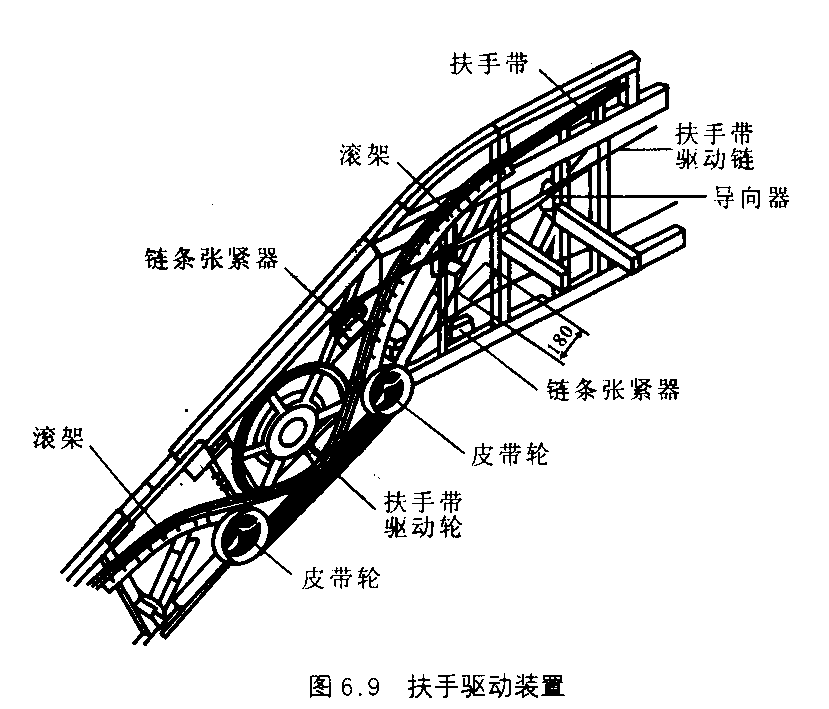 扶手带
扶手带
驱动链
滚架
导向器
链条张紧器
180
链条张紧器
滚架
皮带轮
扶手带
驱动轮
皮带轮
图6.9 扶手驱动装置